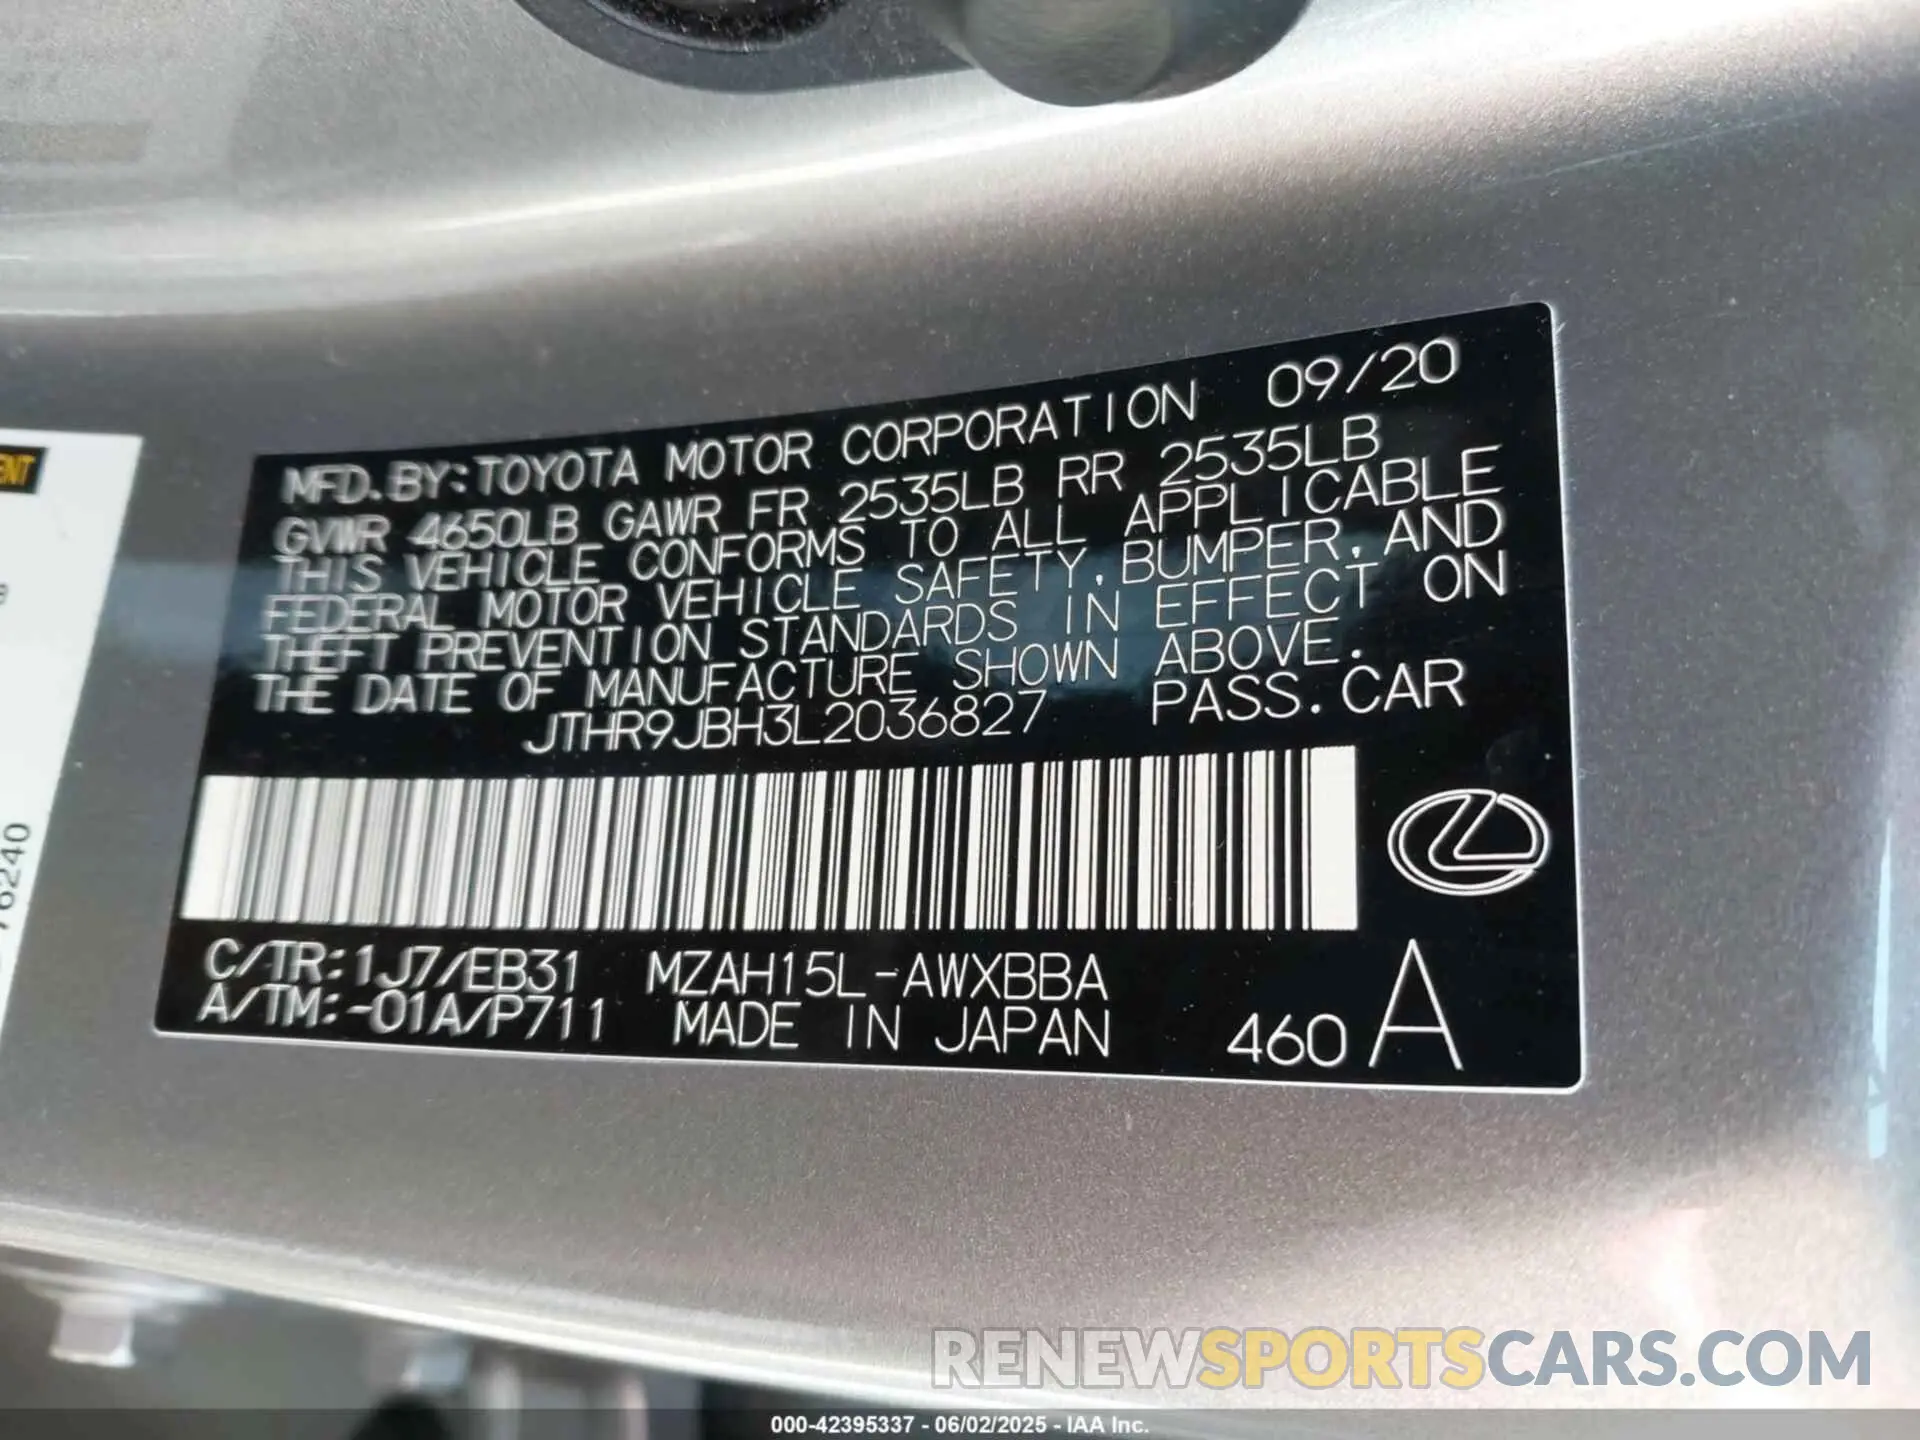 MFD. BY: TOYOTA MOTOR CORPORATION 09/20
GVWR 4650LB GAWR FR 2535LB RR 2535LB
THIS VEHICLE CONFORMS TO ALL APPLICABLE
FEDERAL MOTOR VEHICLE SAFETY, BUMPER, AND
THEFT PREVENTION STANDARDS IN EFFECT ON
THE DATE OF MANUFACTURE SHOWN ABOVE.
JTHR9JBH3L2036827 PASS. CAR
C/TR: 1J7/EB31 MZAH15L-AWXBBA
A/TM: -01A/P711 MADE IN JAPAN 460 A
RENEWSPORTSCARS.COM
000-42395337 - 06/02/2025 - IAA Inc.